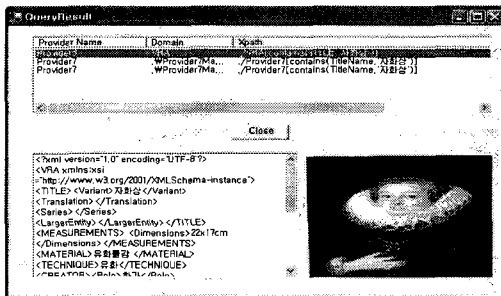 QueryResult
Provider Name Domain Xpath
Provider7 ,₩Provider7Ma... ,/Provider7[contains(TitleName, '자화상')]
Provider7 ,₩Provider7Ma... ,/Provider7[contains(TitleName, '자화상')]
Close
<?xml version="1.0" encoding="UTF-8"?>
<VRA xmlns:xsi
="http://www.w3.org/2001/XMLSchema-instance">
<TITLE> <Variant>자화상</Variant>
<Translation> </Translation>
<Series> </Series>
<LargerEntity> </LargerEntity> </TITLE>
<MEASUREMENTS> <Dimensions>22x17cm
</Dimensions> </MEASUREMENTS>
<MATERIAL>유화물감 </MATERIAL>
<TECHNIQUE>유화</TECHNIQUE>